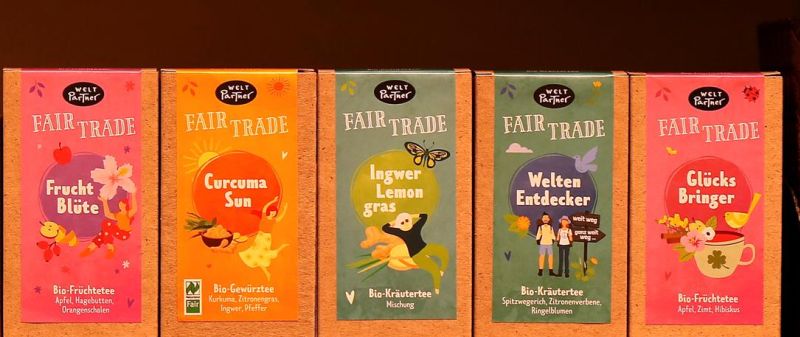 WELT
PARTNER
FAIR TRADE
Frucht
Blüte
Bio-Früchtetee
Apfel, Hagebutten,
Orangenschalen
WELT
PARTNER
FAIR TRADE
Curcuma
Sun
Naturland
Fair
Bio-Gewürztee
Kurkuma, Zitronengras,
Ingwer, Pfeffer
WELT
PARTNER
FAIR TRADE
Ingwer
Lemon
gras
Bio-Kräutertee
Mischung
WELT
PARTNER
FAIR TRADE
Welten
Entdecker
weit weg
ganz weit
weg ...
Bio-Kräutertee
Spitzwegerich, Zitronenverbene,
Ringelblumen
WELT
PARTNER
FAIR TRADE
Glücks
Bringer
Bio-Früchtetee
Apfel, Zimt, Hibiskus